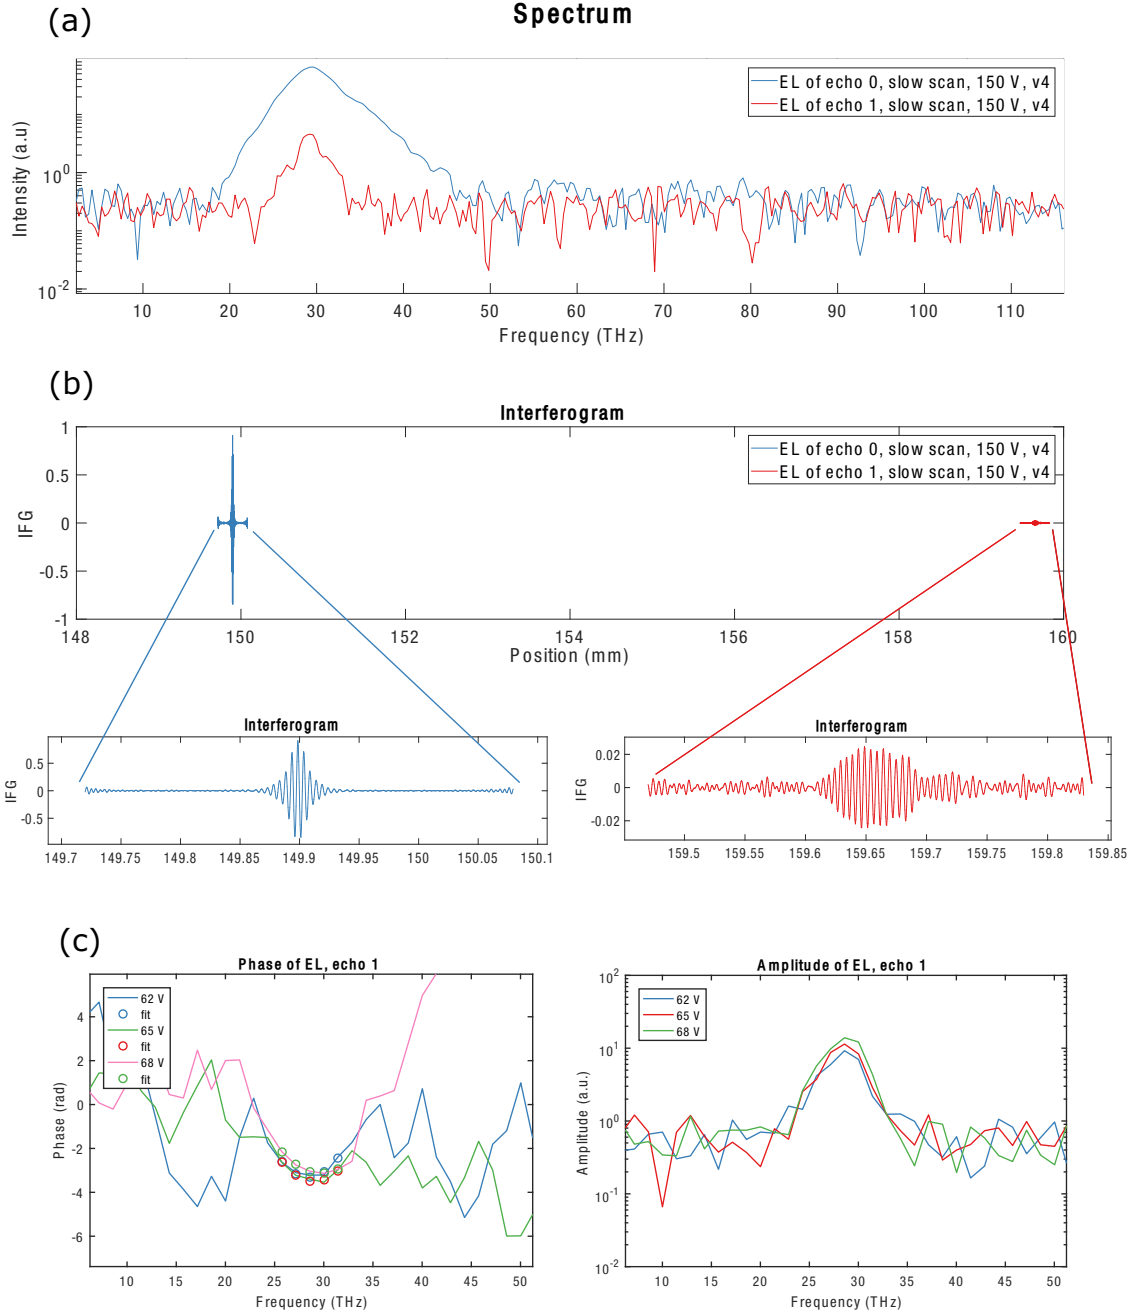 (a)
Spectrum
EL of echo 0, slow scan, 150 V, v4
EL of echo 1, slow scan, 150 V, v4
Intensity (a.u)
10^0
10^-2
10 20 30 40 50 60 70 80 90 100 110
Frequency (THz)
(b)
Interferogram
EL of echo 0, slow scan, 150 V, v4
EL of echo 1, slow scan, 150 V, v4
IFG
1
0.5
0
-0.5
-1
148 150 152 154 156 158 160
Position (mm)
Interferogram
IFG
0.5
0
-0.5
149.7 149.75 149.8 149.85 149.9 149.95 150 150.05 150.1
Interferogram
IFG
0.02
0
-0.02
159.5 159.55 159.6 159.65 159.7 159.75 159.8 159.85
(c)
Phase of EL, echo 1
62 V
fit
65 V
fit
68 V
fit
Phase (rad)
4
2
0
-2
-4
-6
10 15 20 25 30 35 40 45 50
Frequency (THz)
Amplitude of EL, echo 1
62 V
65 V
68 V
Amplitude (a.u.)
10^2
10^1
10^0
10^-1
10^-2
10 15 20 25 30 35 40 45 50
Frequency (THz)